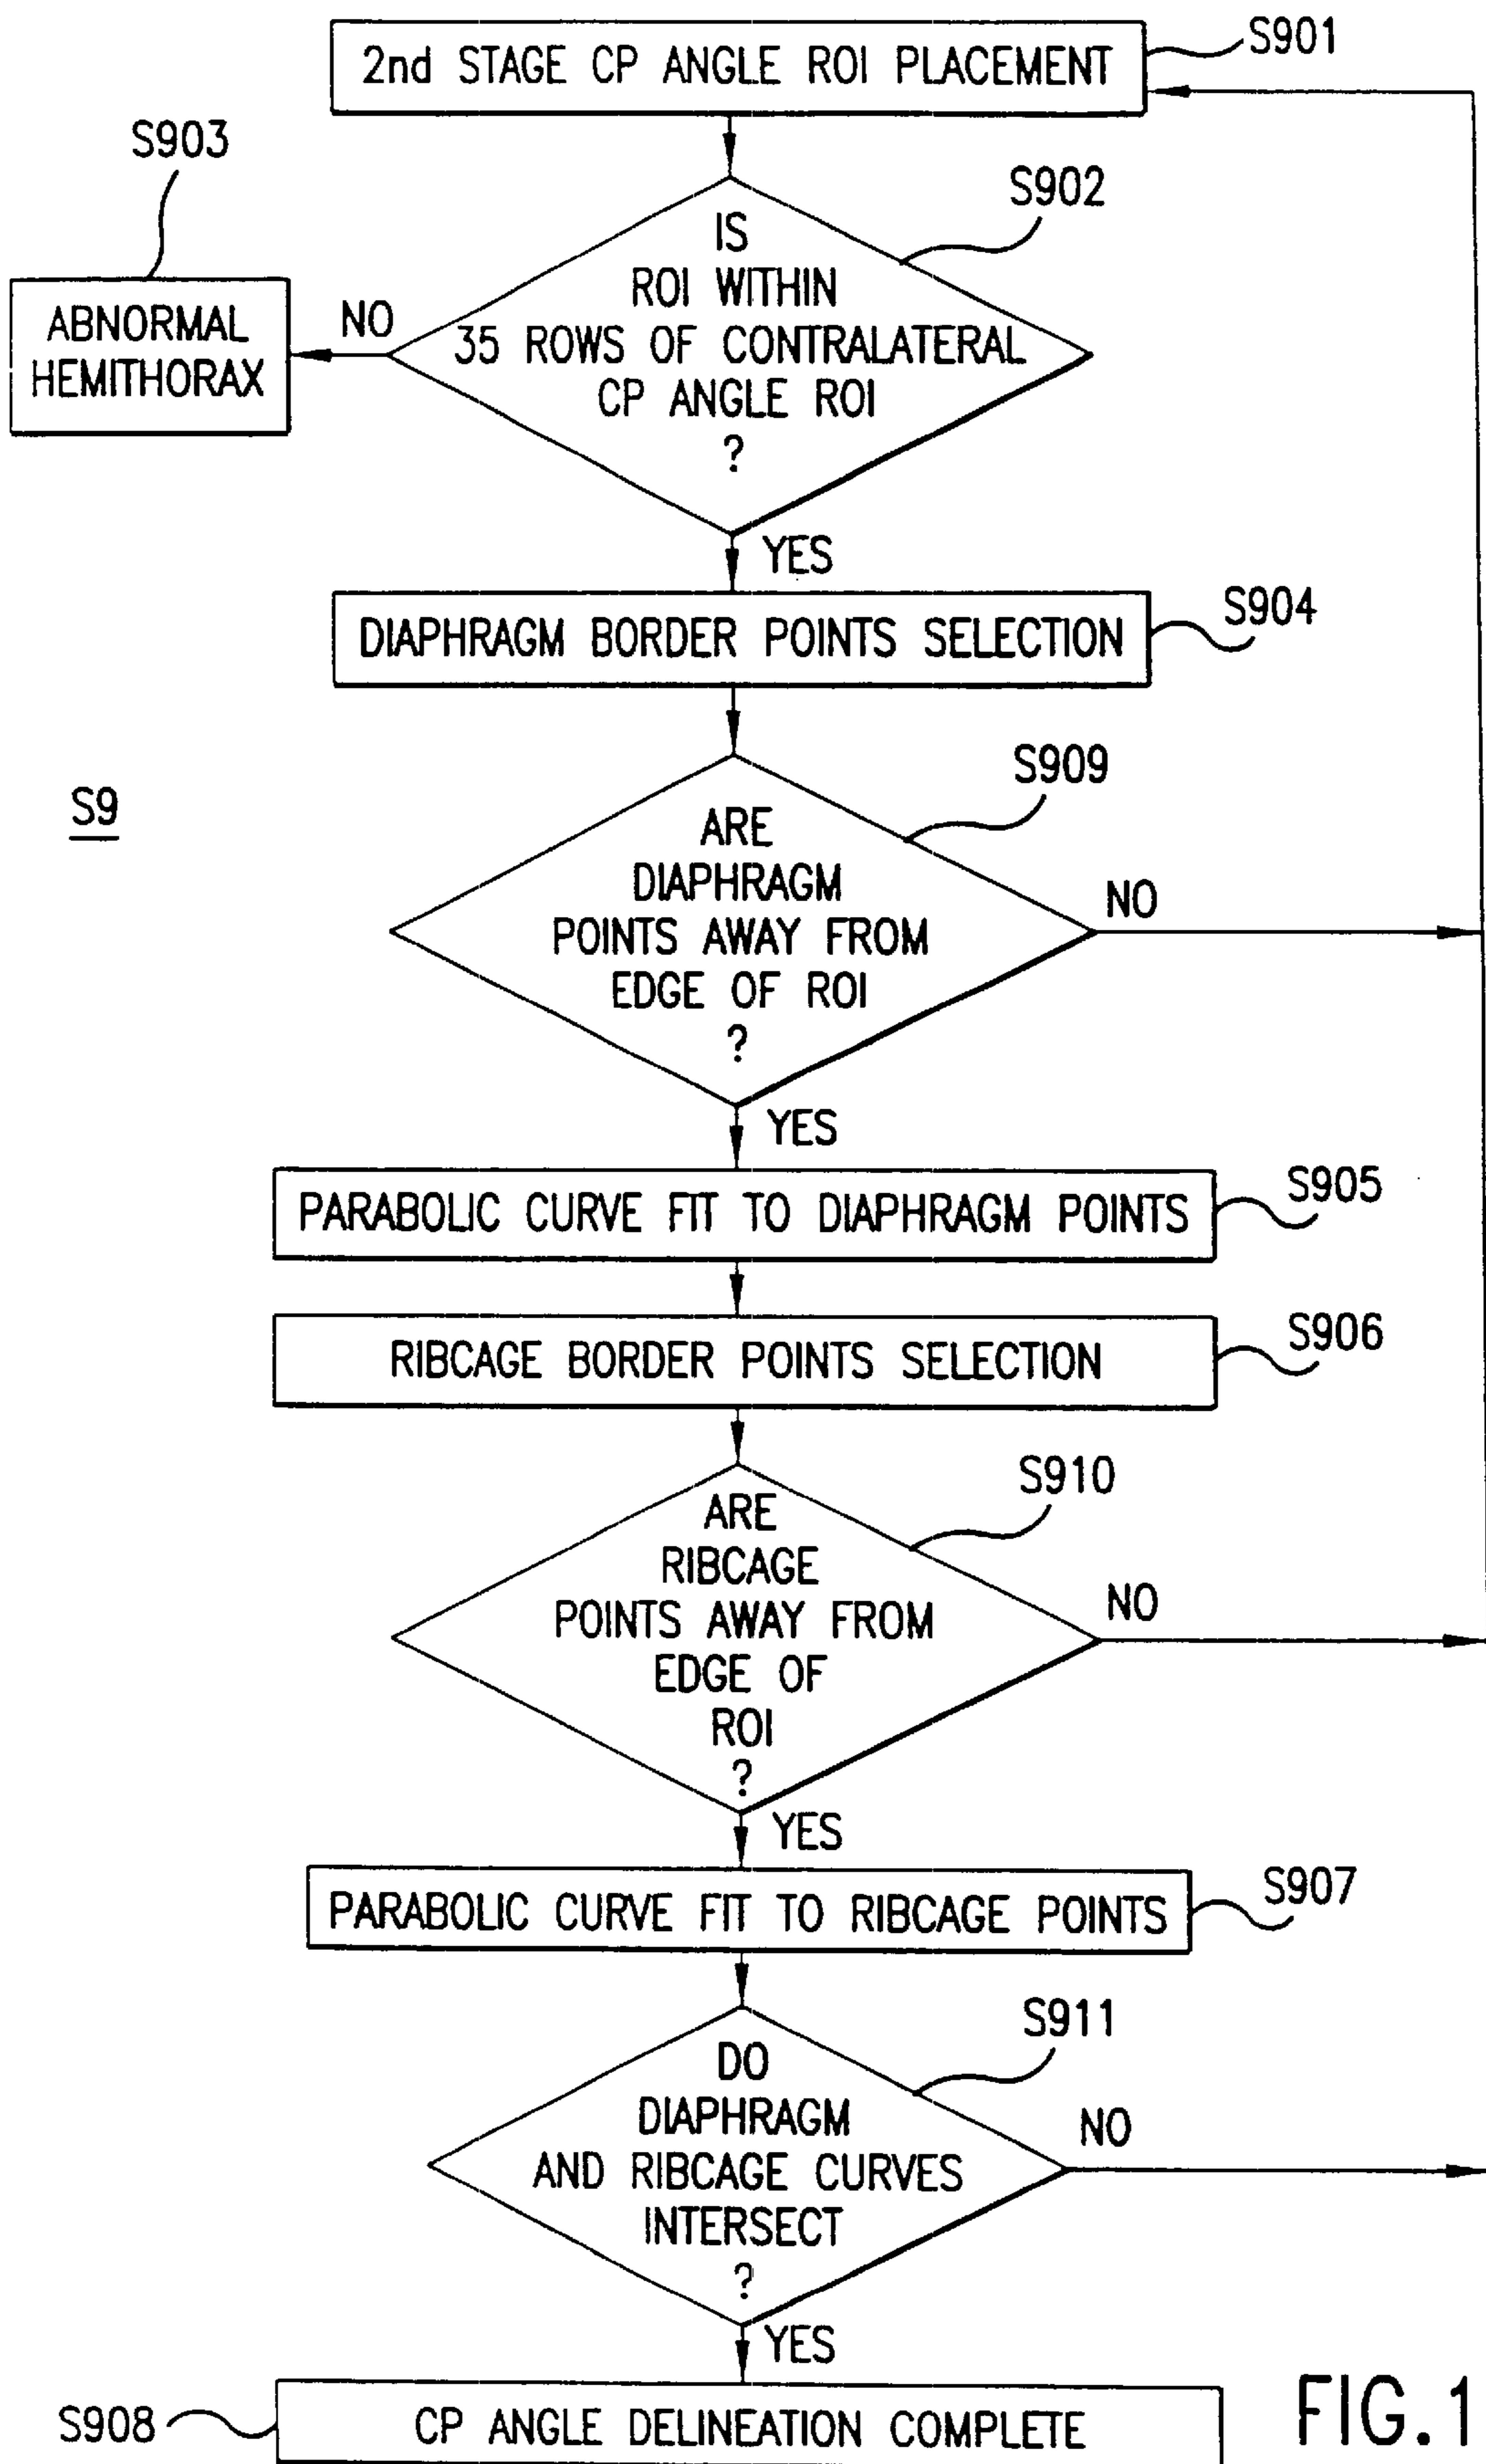 S901
2nd STAGE CP ANGLE ROI PLACEMENT
S903
S902
IS
ROI WITHIN
35 ROWS OF CONTRALATERAL
CP ANGLE ROI
?
NO
ABNORMAL
HEMITHORAX
YES
S904
DIAPHRAGM BORDER POINTS SELECTION
S909
S9
ARE
DIAPHRAGM
POINTS AWAY FROM
EDGE OF ROI
?
NO
YES
S905
PARABOLIC CURVE FIT TO DIAPHRAGM POINTS
S906
RIBCAGE BORDER POINTS SELECTION
S910
ARE
RIBCAGE
POINTS AWAY FROM
EDGE OF
ROI
?
NO
YES
S907
PARABOLIC CURVE FIT TO RIBCAGE POINTS
S911
DO
DIAPHRAGM
AND RIBCAGE CURVES
INTERSECT
?
NO
YES
S908
CP ANGLE DELINEATION COMPLETE
FIG.1